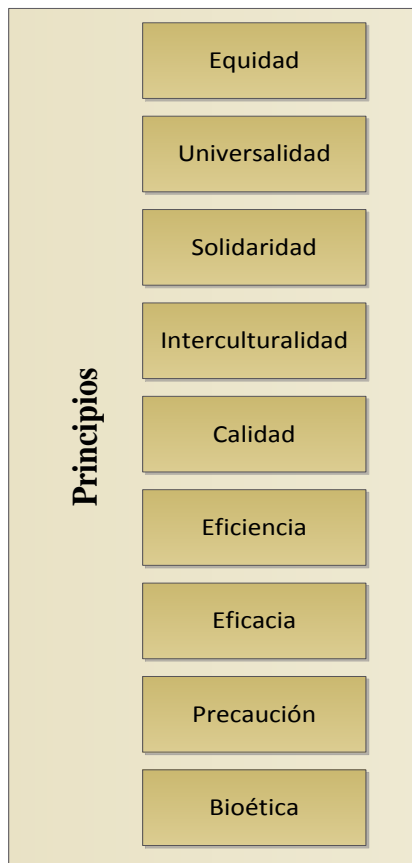 Principios
Equidad
Universalidad
Solidaridad
Interculturalidad
Calidad
Eficiencia
Eficacia
Precaución
Bioética